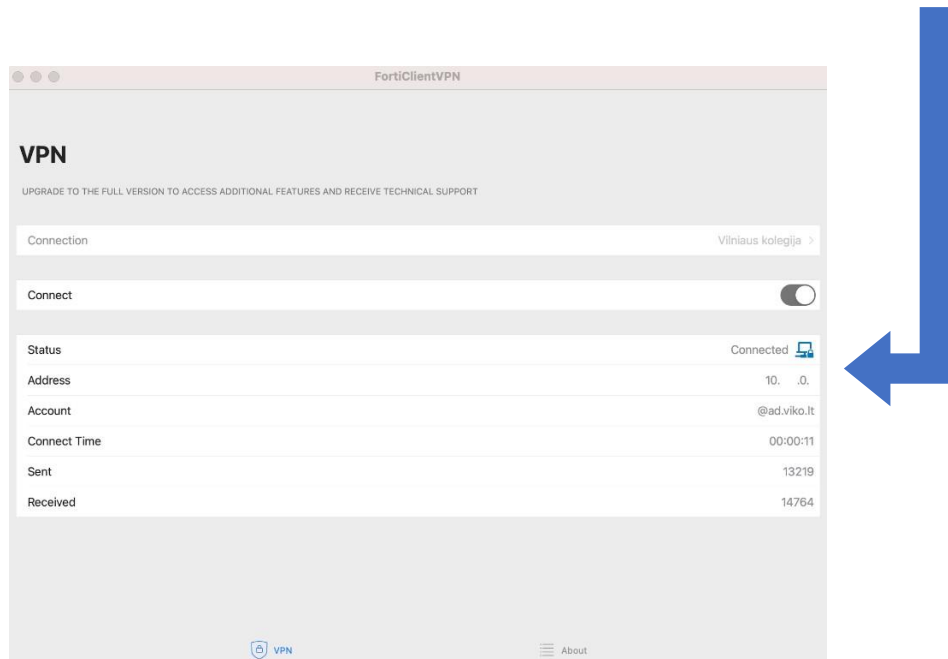 FortiClientVPN
VPN
UPGRADE TO THE FULL VERSION TO ACCESS ADDITIONAL FEATURES AND RECEIVE TECHNICAL SUPPORT
Connection Vilniaus kolegija >
Connect
Status Connected
Address 10. .0.
Account @ad.viko.lt
Connect Time 00:00:11
Sent 13219
Received 14764
VPN About